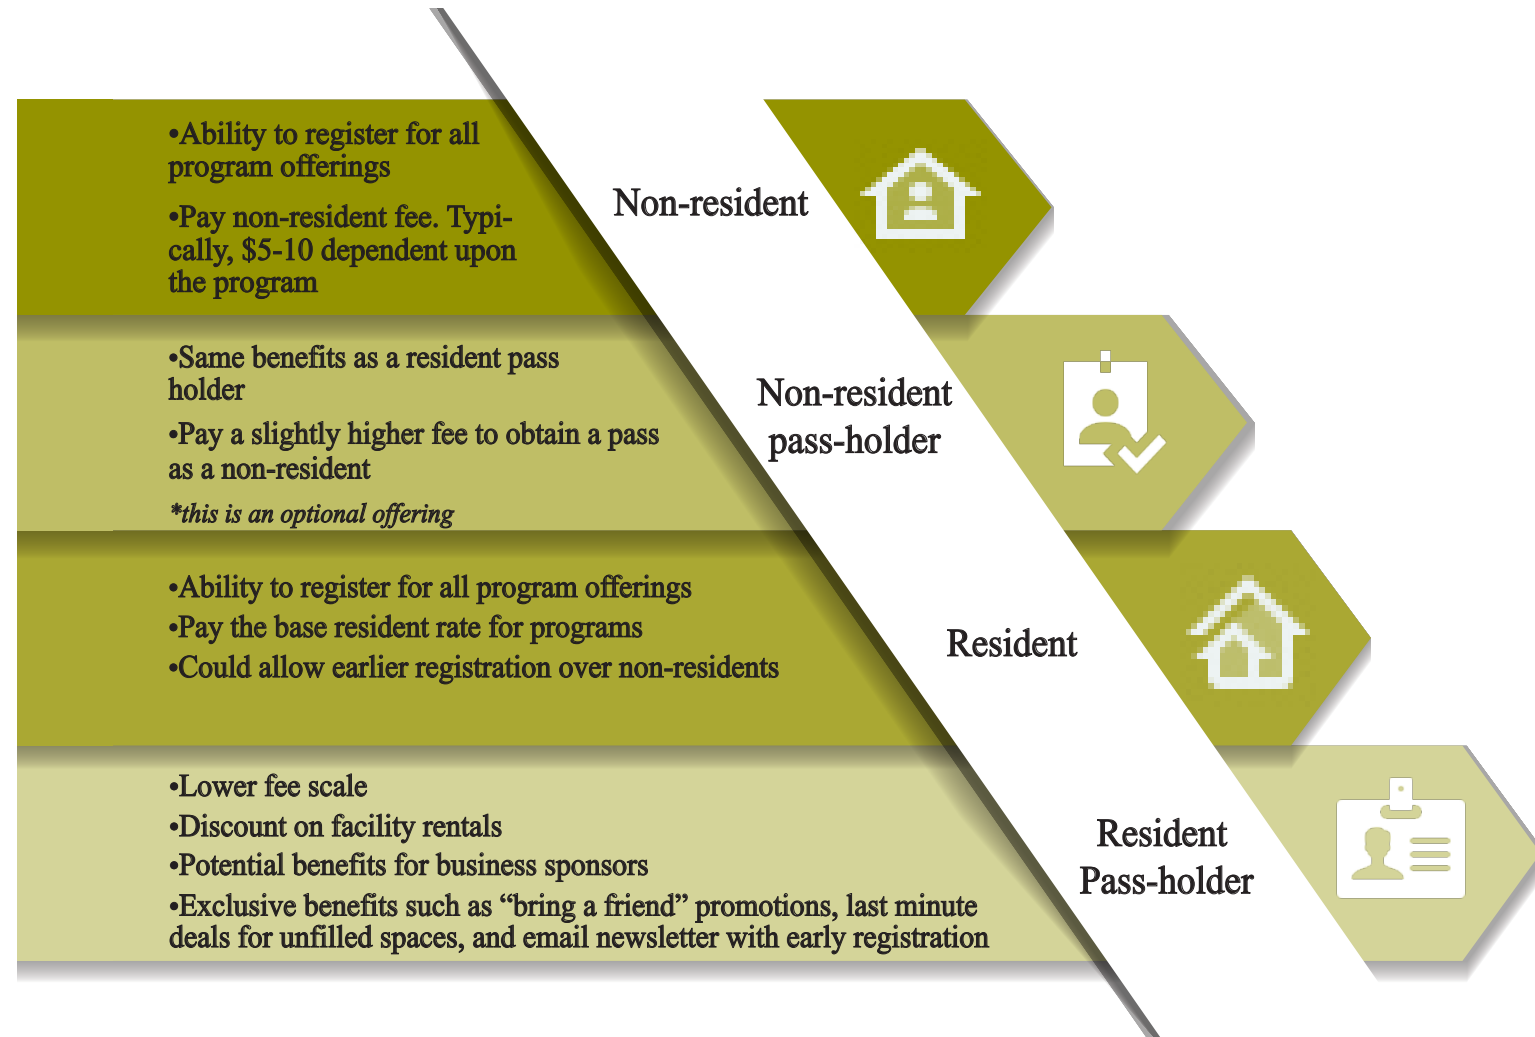 •Ability to register for all
program offerings
•Pay non-resident fee. Typi-
cally, $5-10 dependent upon
the program
Non-resident
•Same benefits as a resident pass
holder
•Pay a slightly higher fee to obtain a pass
as a non-resident
*this is an optional offering
Non-resident
pass-holder
•Ability to register for all program offerings
•Pay the base resident rate for programs
•Could allow earlier registration over non-residents
Resident
•Lower fee scale
•Discount on facility rentals
•Potential benefits for business sponsors
•Exclusive benefits such as “bring a friend” promotions, last minute
deals for unfilled spaces, and email newsletter with early registration
Resident
Pass-holder